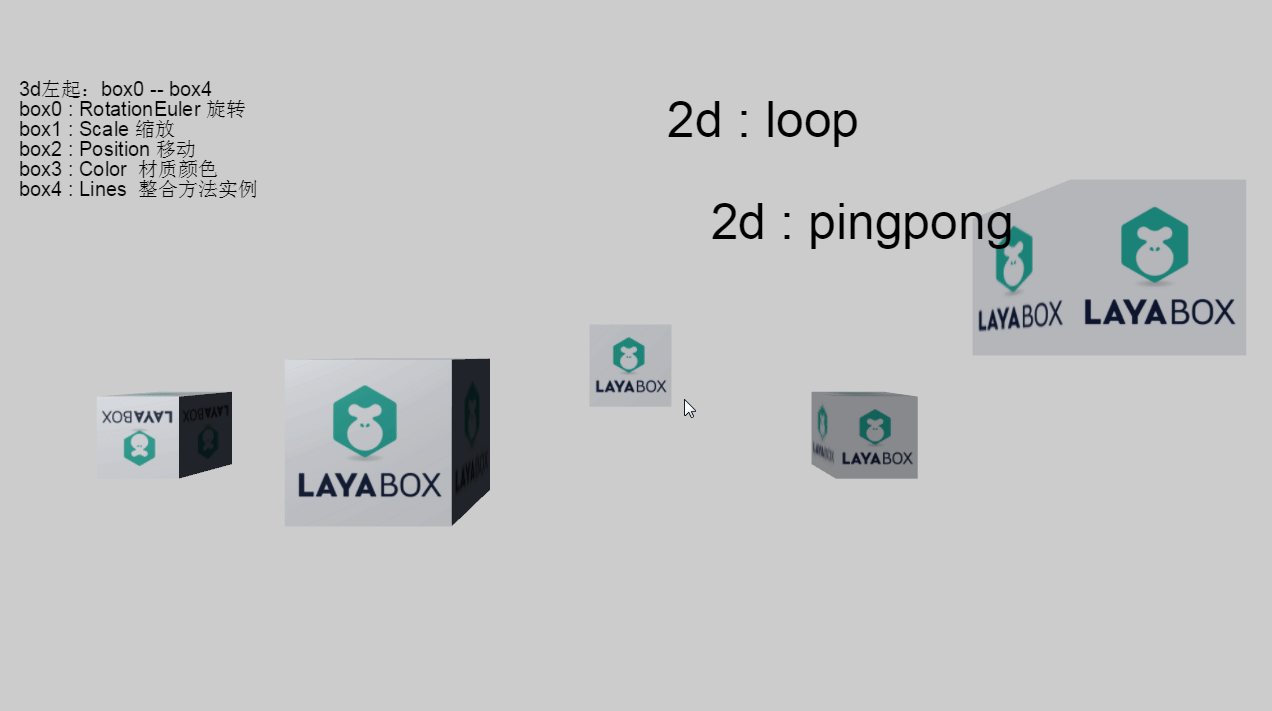 3d左起：box0 -- box4
box0 : RotationEuler 旋转
box1 : Scale 缩放
box2 : Position 移动
box3 : Color  材质颜色
box4 : Lines  整合方法实例
2d : loop
2d : pingpong
LAYABOX
LAYABOX
LAYABOX
LAYABOX
LAYABOX
LAYABOX
LAYABOX
LAYABOX
LAYABOX